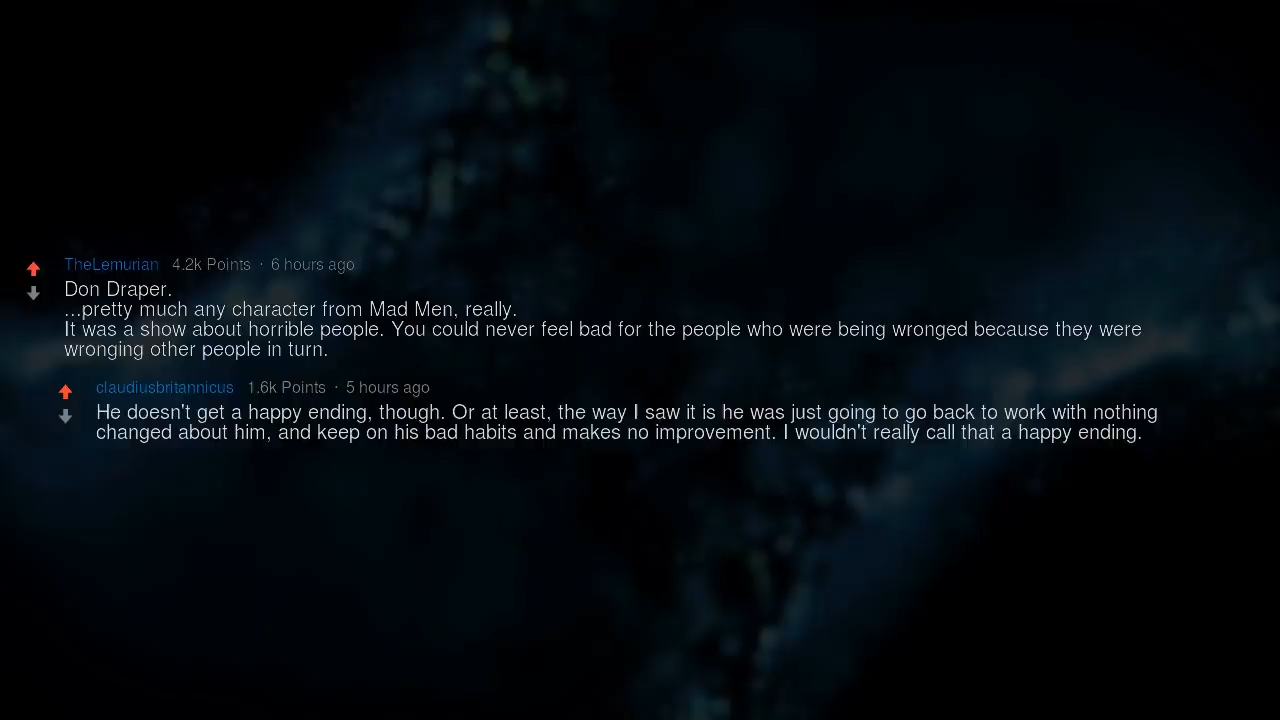 TheLemurian 4.2k Points · 6 hours ago
Don Draper.
...pretty much any character from Mad Men, really.
It was a show about horrible people. You could never feel bad for the people who were being wronged because they were
wronging other people in turn.
claudiusbritannicus 1.6k Points · 5 hours ago
He doesn't get a happy ending, though. Or at least, the way I saw it is he was just going to go back to work with nothing
changed about him, and keep on his bad habits and makes no improvement. I wouldn't really call that a happy ending.